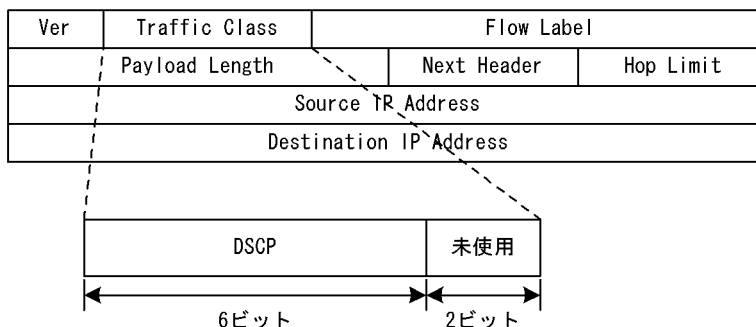 Ver Traffic Class Flow Label
Payload Length Next Header Hop Limit
Source IP Address
Destination IP Address
DSCP 未使用
6ビット 2ビット